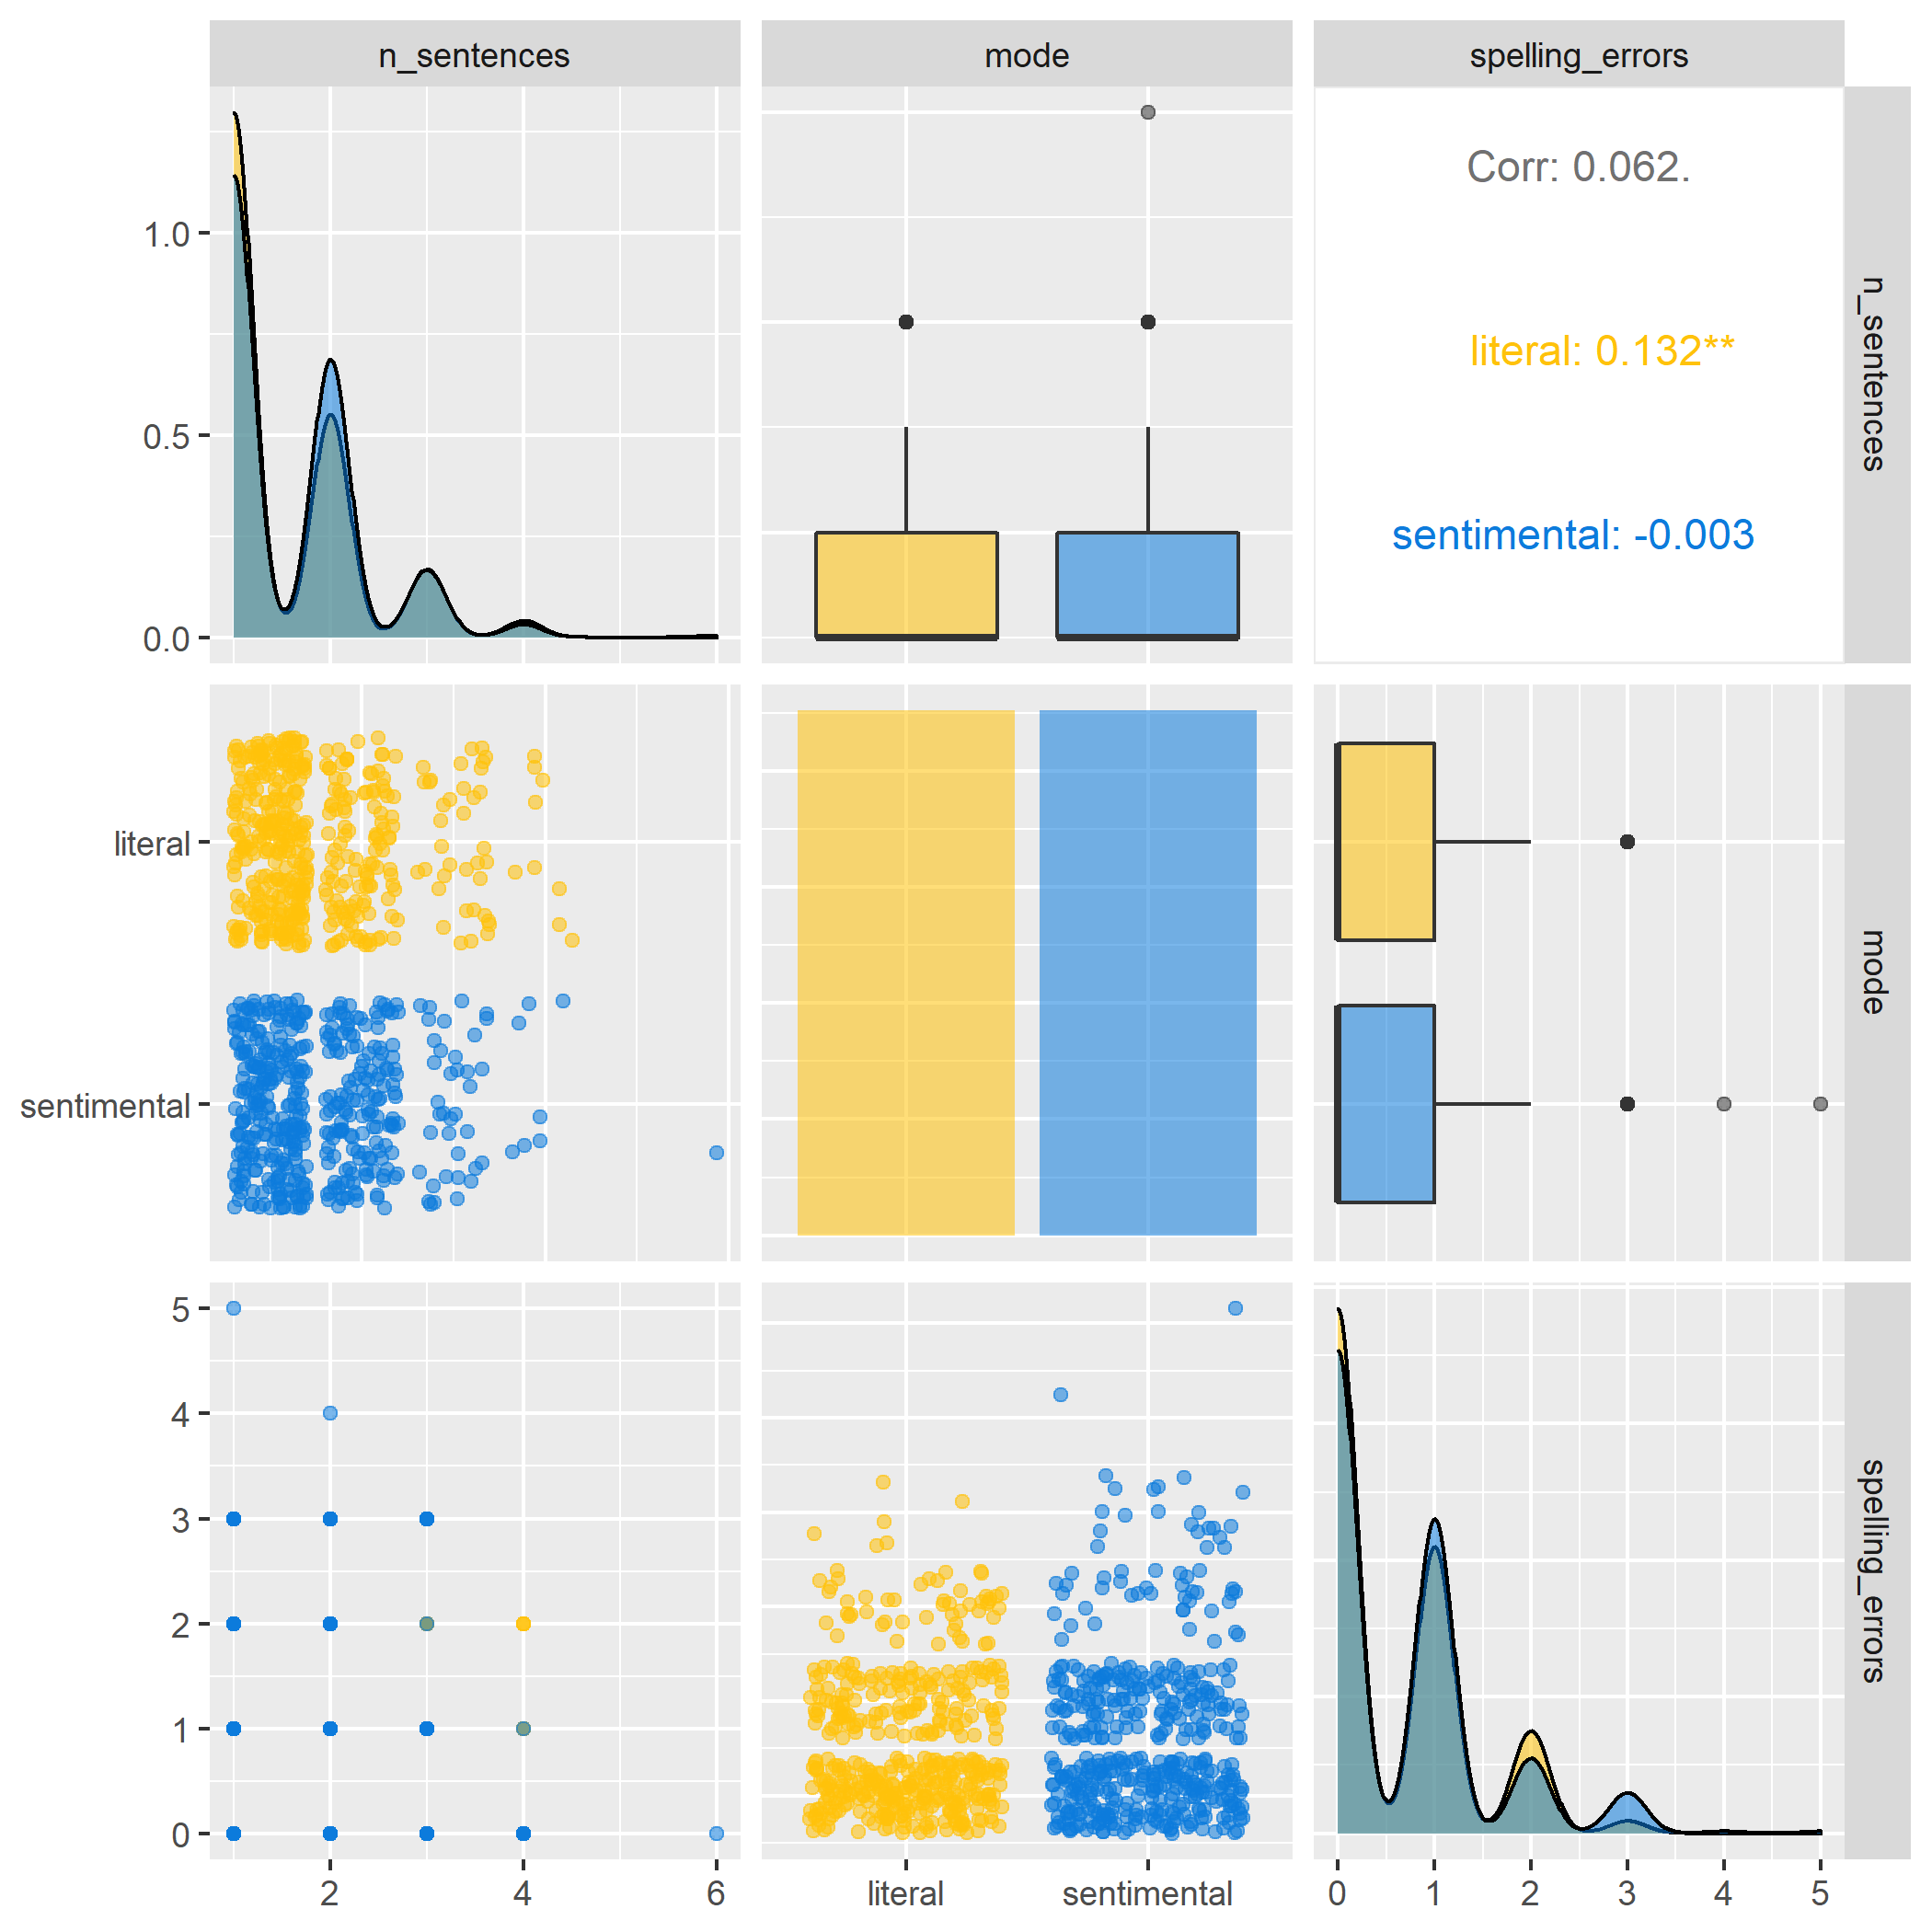 n_sentences
mode
spelling_errors
1.0
0.5
0.0
Corr: 0.062.
literal: 0.132**
sentimental: -0.003
n_sentences
literal
sentimental
mode
5
4
3
2
1
0
spelling_errors
2
4
6
literal
sentimental
0
1
2
3
4
5